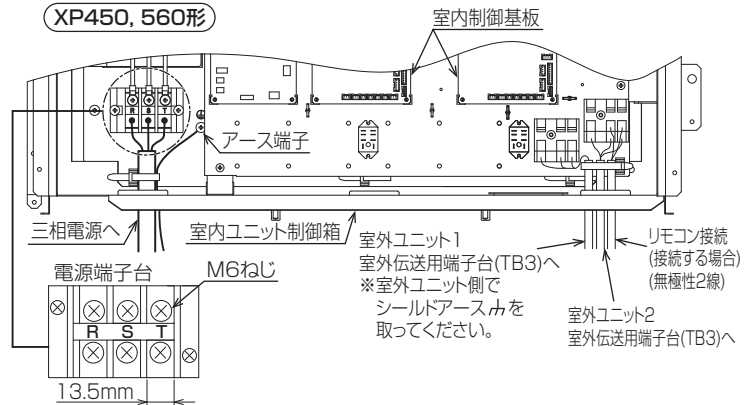 XP450, 560形
室内制御基板
R S T
アース端子
三相電源へ
室内ユニット制御箱
室外ユニット1
室外伝送用端子台(TB3)へ
※室外ユニット側で
シールドアースを
取ってください。
リモコン接続
(接続する場合)
(無極性2線)
室外ユニット2
室外伝送用端子台(TB3)へ
電源端子台
M6ねじ
R S T
13.5mm